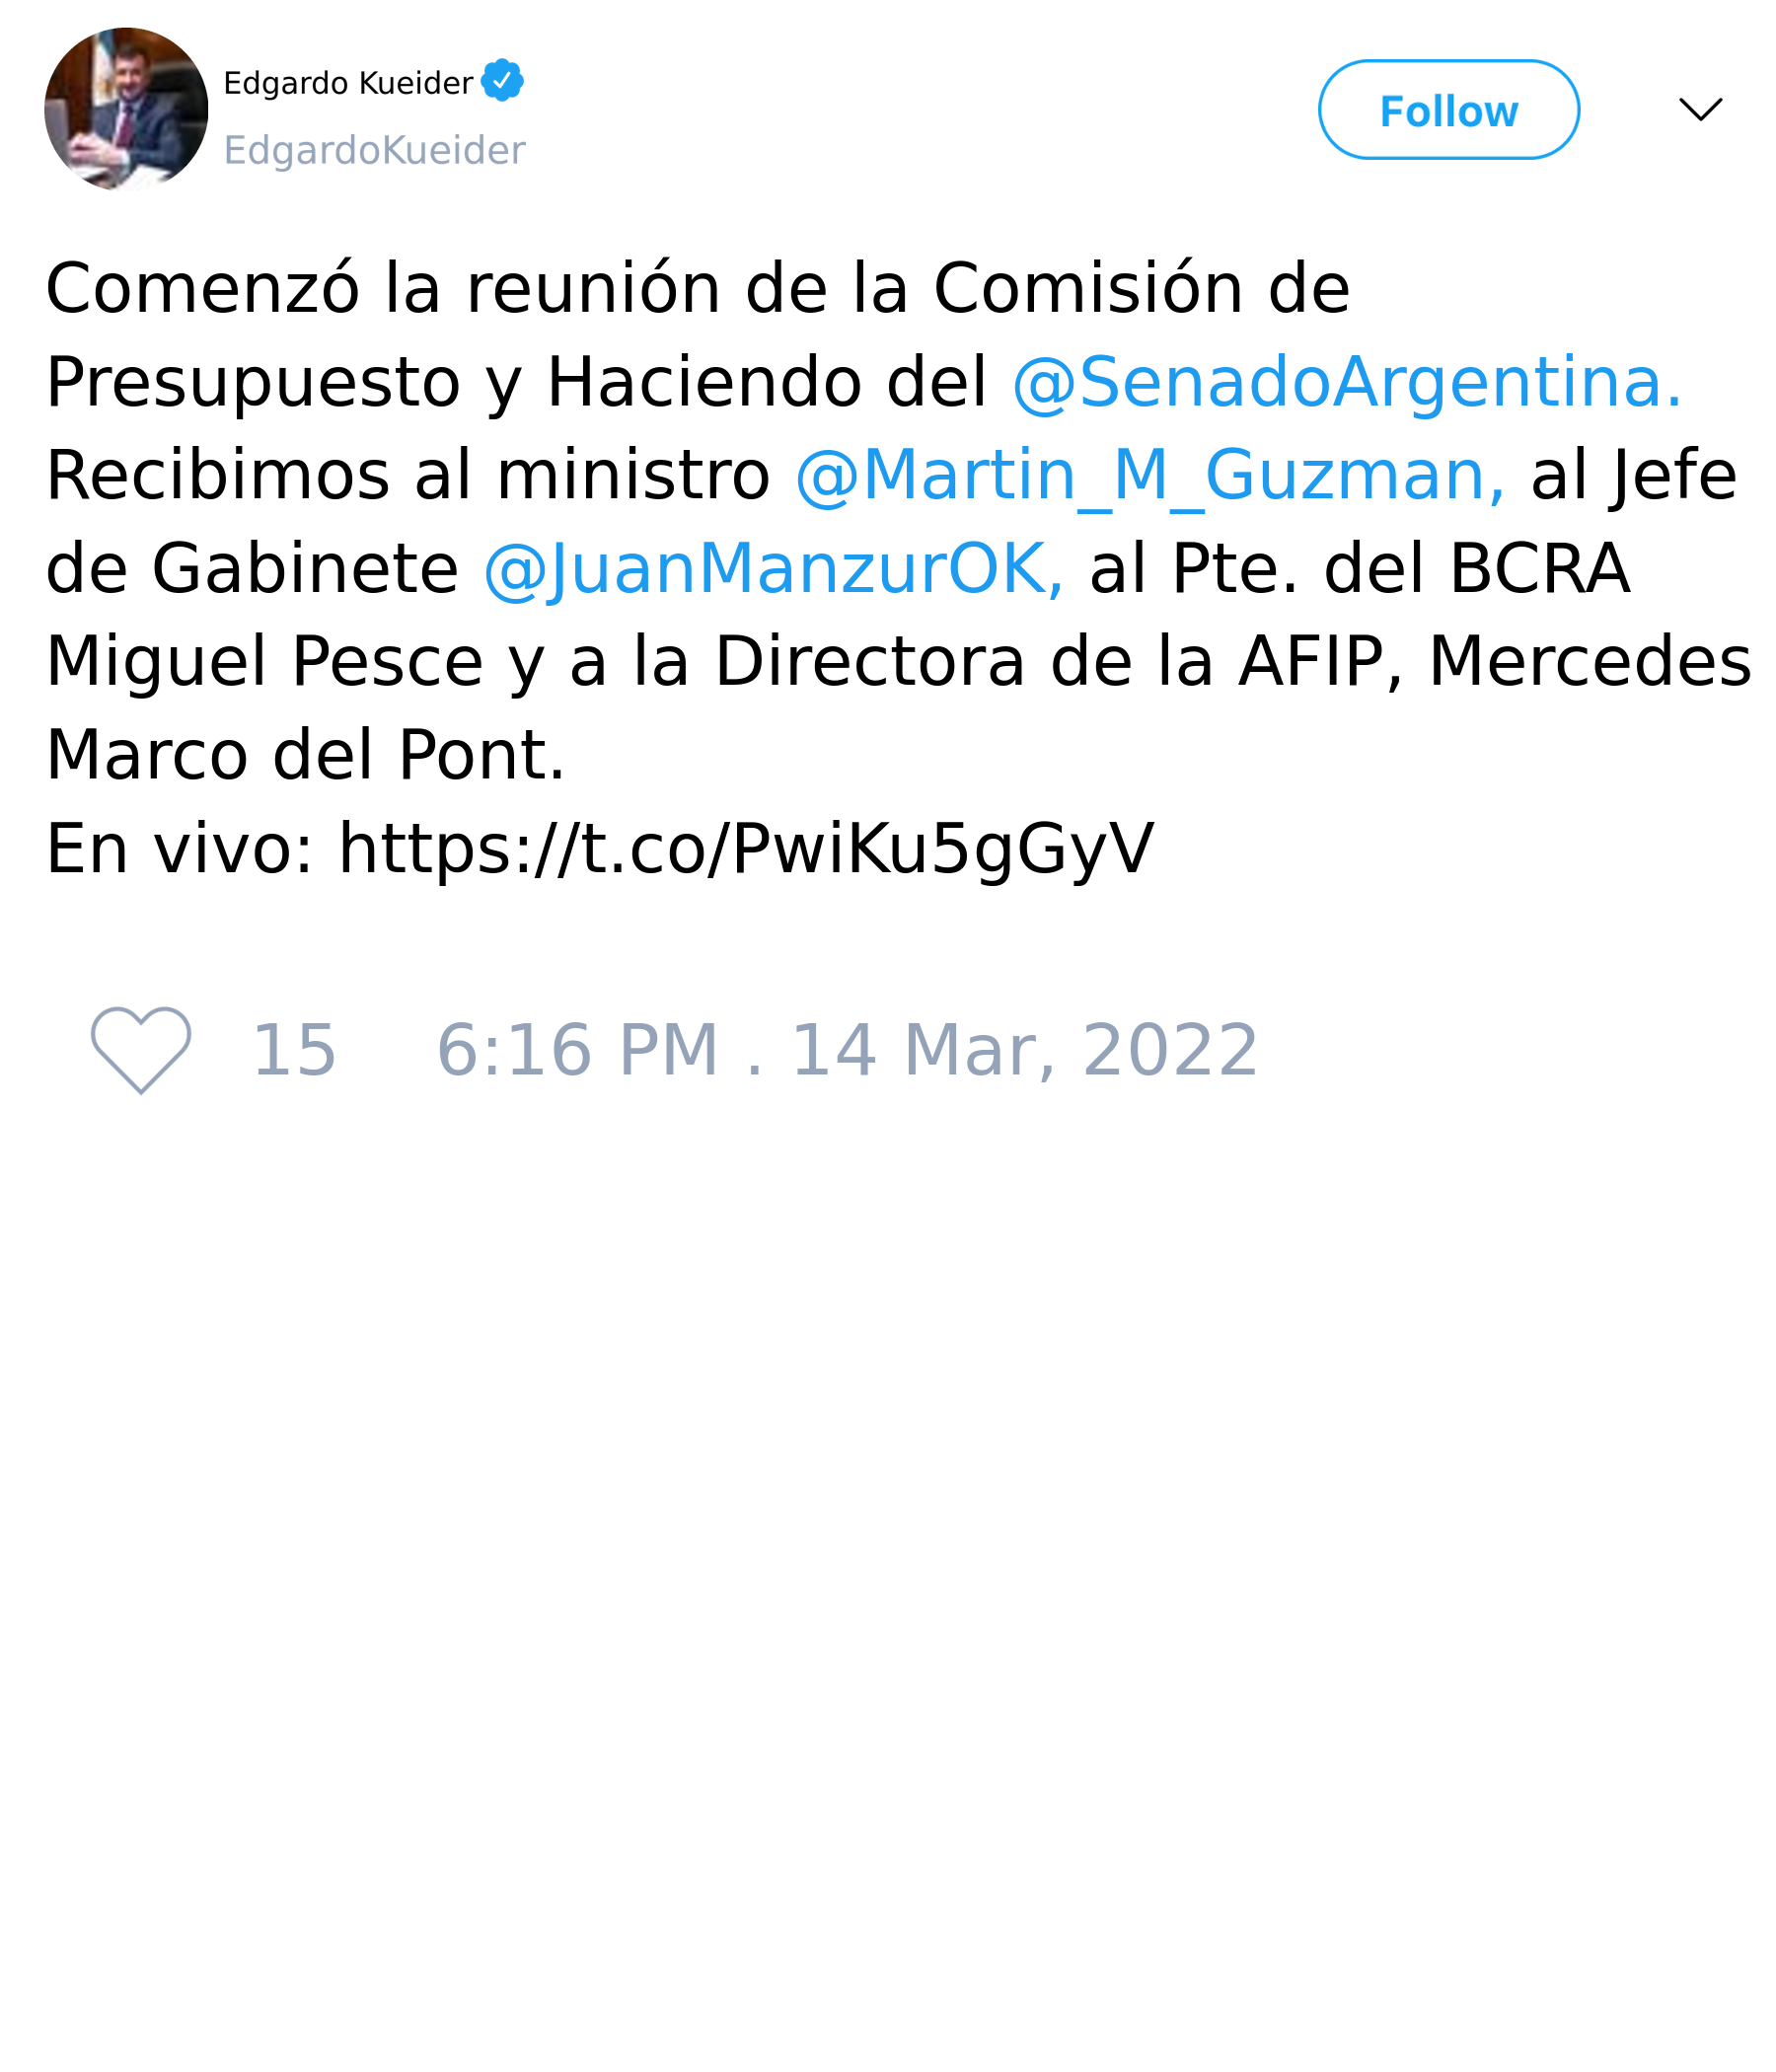 Edgardo Kueider
EdgardoKueider
Follow
Comenzó la reunión de la Comisión de
Presupuesto y Haciendo del @SenadoArgentina.
Recibimos al ministro @Martin_M_Guzman, al Jefe
de Gabinete @JuanManzurOK, al Pte. del BCRA
Miguel Pesce y a la Directora de la AFIP, Mercedes
Marco del Pont.
En vivo: https://t.co/PwiKu5gGyV
15 6:16 PM . 14 Mar, 2022